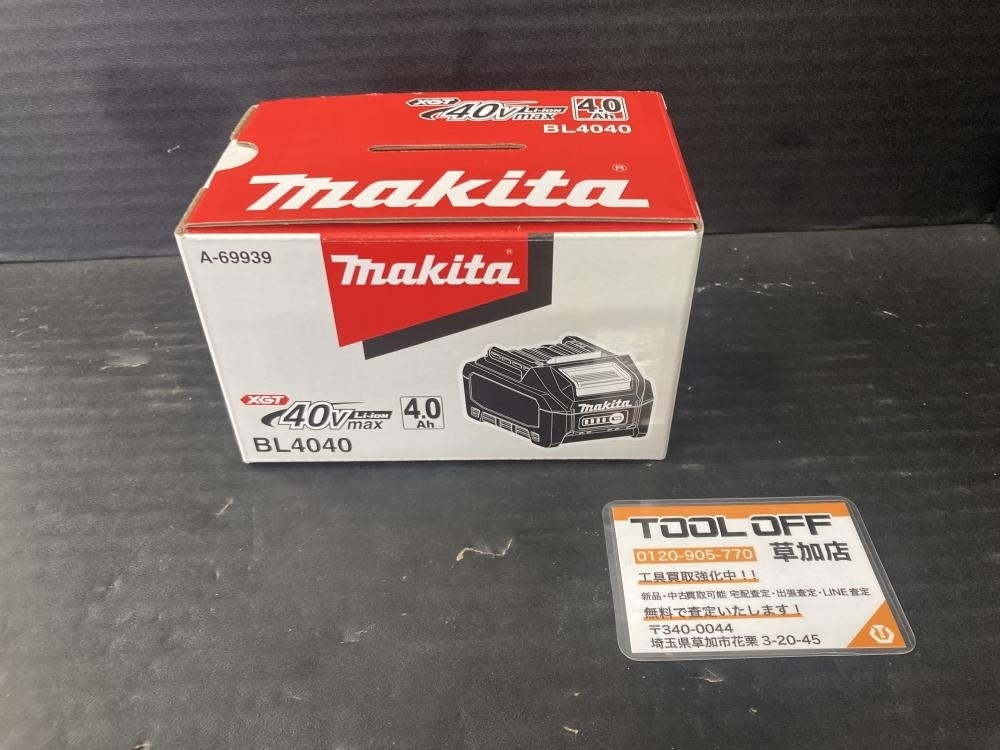 XGT 40Vmax Li-ion 4.0 Ah
BL4040
makita®
A-69939
makita®
XGT
40Vmax Li-ion 4.0 Ah
BL4040
makita
TOOL OFF
0120-905-770 草加店
工具買取強化中!!
新品・中古買取可能 宅配査定・出張査定・LINE査定
無料で査定いたします!
〒340-0044
埼玉県草加市花栗 3-20-45